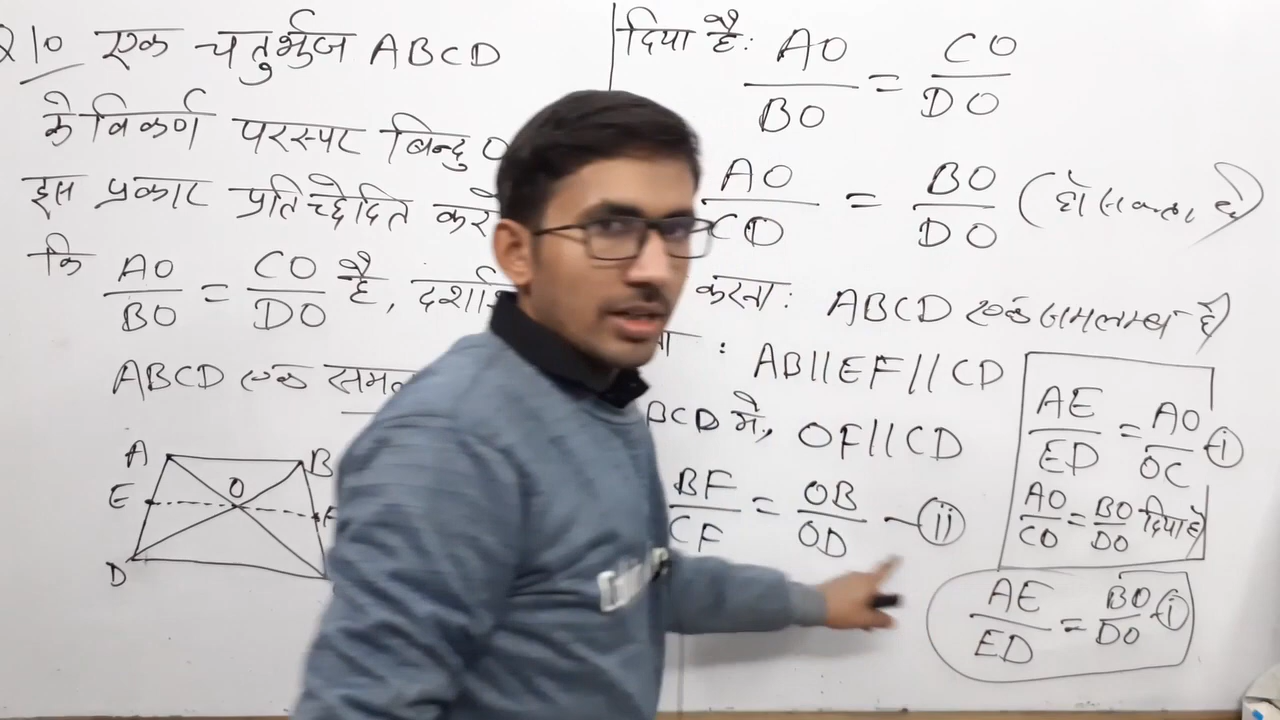 Q10 एक चतुर्भुज ABCD
के विकर्ण परस्पर बिन्दु O
इस प्रकार प्रतिच्छेदित करते
कि AO/BO = CO/DO है,
ABCD एक
A
B
E
O
F
D
दिया है: AO/BO = CO/DO
AO/CO = BO/DO (हो सकता है)
करना: ABCD एक समलम्ब है
: AB||EF||CD
BCD में, OF||CD
BF/CF = OB/OD - (ii)
AE/ED = AO/OC (i)
AO/CO = BO/DO दिया है
AE/ED = BO/DO (i)